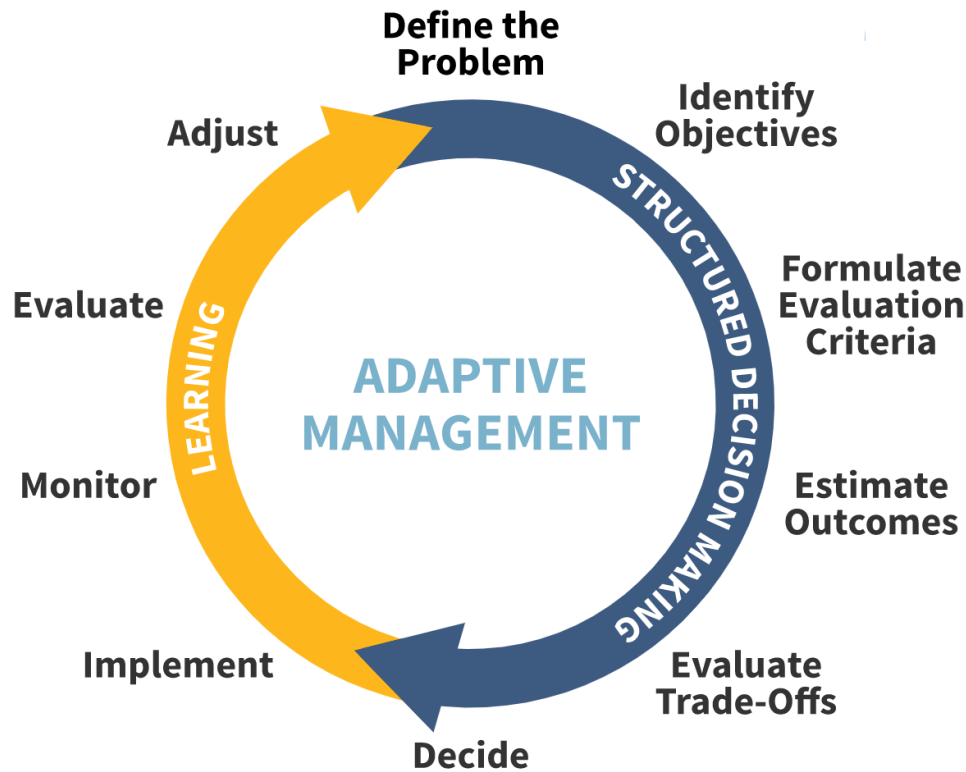 Define the
Problem
Identify
Objectives
Formulate
Evaluation
Criteria
Estimate
Outcomes
Evaluate
Trade-Offs
Decide
Implement
Monitor
Evaluate
Adjust
STRUCTURED DECISION MAKING
LEARNING
ADAPTIVE
MANAGEMENT